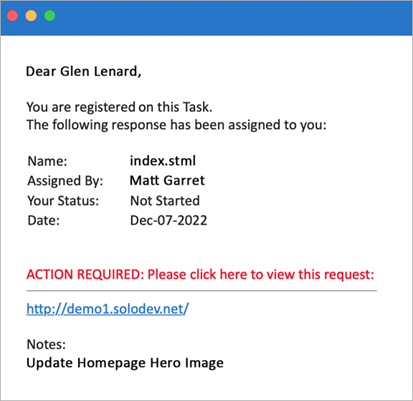 Dear Glen Lenard,
You are registered on this Task.
The following response has been assigned to you:
Name: index.stml
Assigned By: Matt Garret
Your Status: Not Started
Date: Dec-07-2022
ACTION REQUIRED: Please click here to view this request:
http://demo1.solodev.net/
Notes:
Update Homepage Hero Image